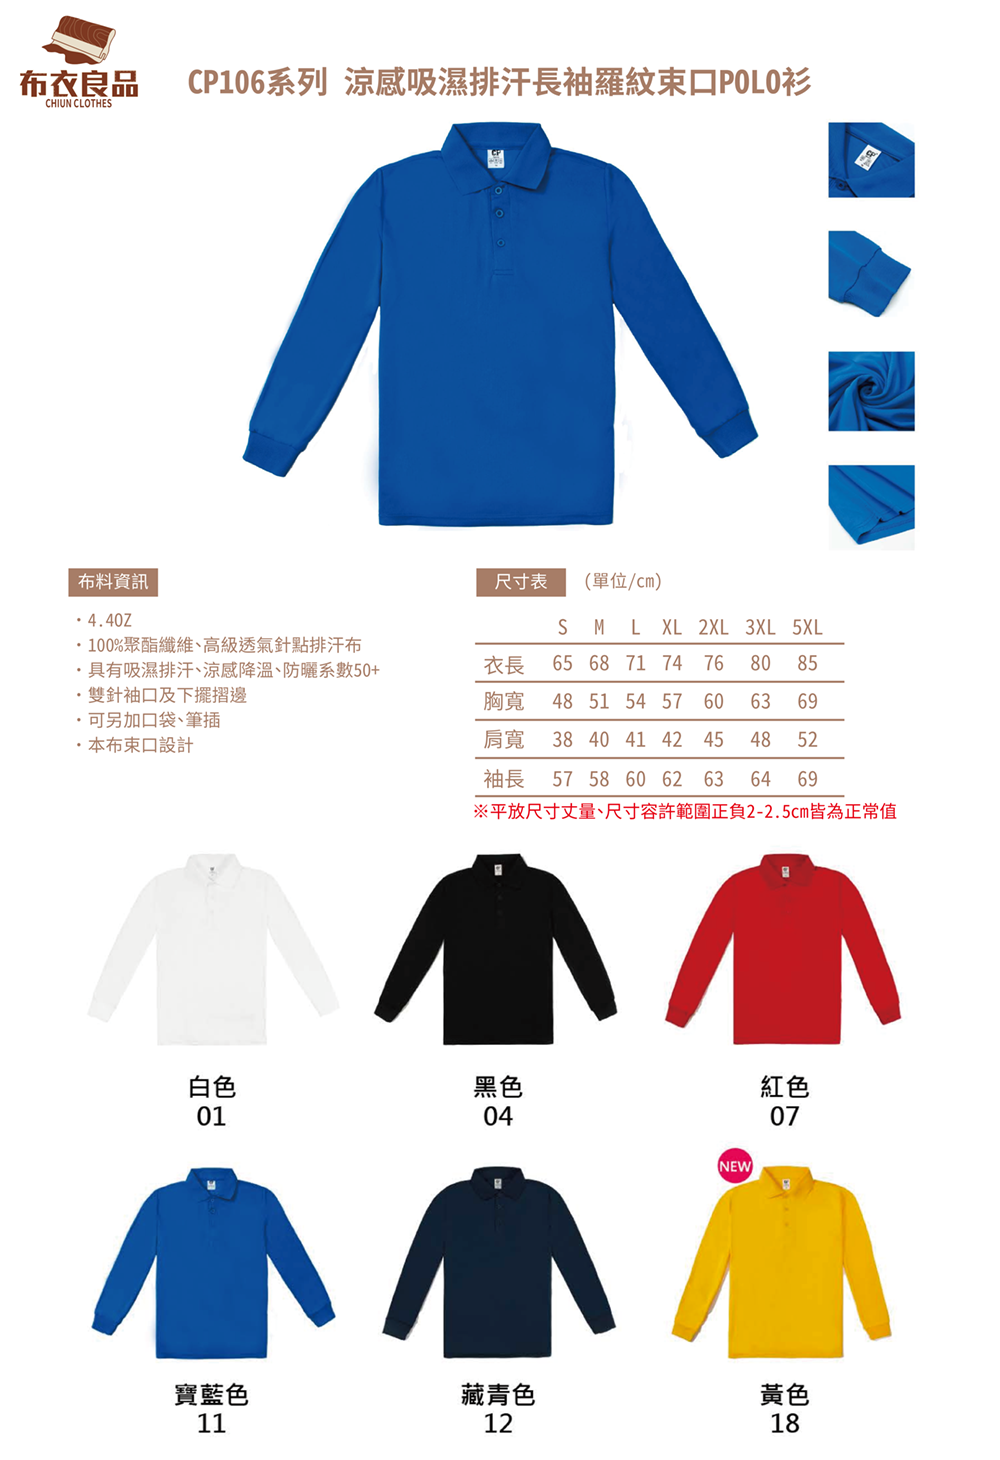 布衣良品
CHIUN CLOTHES
CP106系列 涼感吸濕排汗長袖羅紋束口POLO衫
CP
布料資訊
・4.4OZ
・100%聚酯纖維、高級透氣針點排汗布
・具有吸濕排汗、涼感降溫、防曬系數50+
・雙針袖口及下擺摺邊
・可另加口袋、筆插
・本布束口設計
尺寸表 (單位/cm)
S M L XL 2XL 3XL 5XL
衣長 65 68 71 74 76 80 85
胸寬 48 51 54 57 60 63 69
肩寬 38 40 41 42 45 48 52
袖長 57 58 60 62 63 64 69
※平放尺寸丈量、尺寸容許範圍正負2-2.5cm皆為正常值
白色 黑色 紅色
01 04 07
NEW
寶藍色 藏青色 黃色
11 12 18